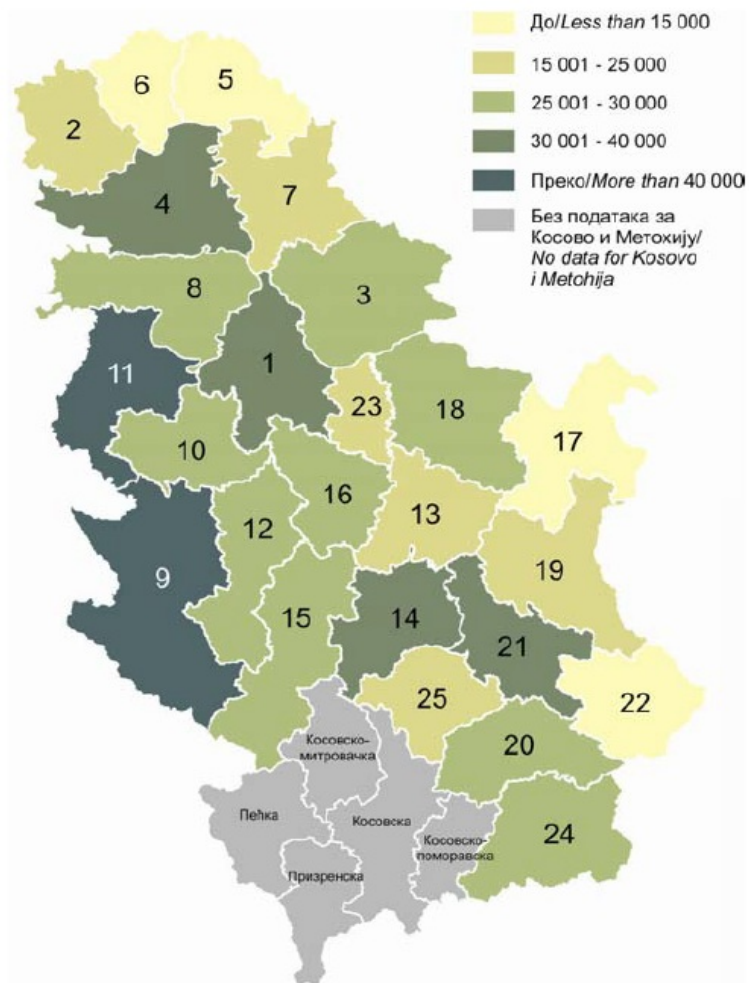 До/Less than 15 000
15 001 - 25 000
25 001 - 30 000
30 001 - 40 000
Преко/More than 40 000
Без података за
Косово и Метохију/
No data for Kosovo
i Metohija
6
5
2
4
7
8
3
1
11
23
18
17
10
16
13
12
19
9
15
14
21
25
22
20
Косовско-
митровачка
Пећка
Косовска
Косовско-
поморавска
24
Призренска